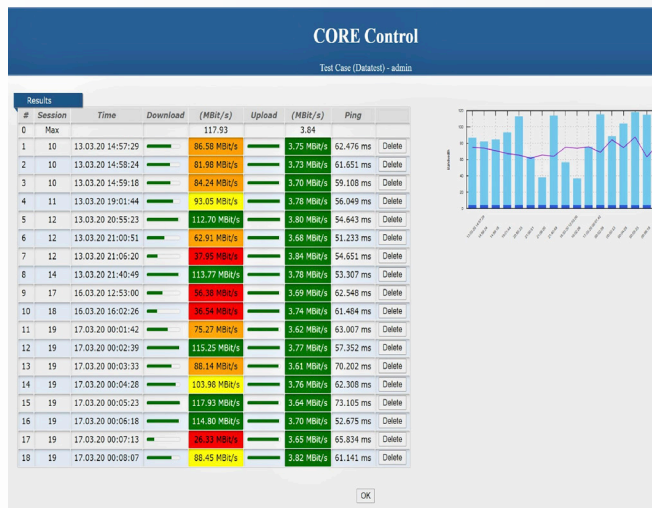 CORE Control
Test Case (Datatest) - admin
Results
# Session Time Download (MBit/s) Upload (MBit/s) Ping
0 Max 117.93 3.84
1 10 13.03.20 14:57:29 86.58 MBit/s 3.75 MBit/s 62.476 ms Delete
2 10 13.03.20 14:58:24 81.98 MBit/s 3.73 MBit/s 61.651 ms Delete
3 10 13.03.20 14:59:18 84.24 MBit/s 3.70 MBit/s 59.108 ms Delete
4 11 13.03.20 19:01:44 93.05 MBit/s 3.78 MBit/s 56.049 ms Delete
5 12 13.03.20 20:55:23 112.70 MBit/s 3.80 MBit/s 54.643 ms Delete
6 12 13.03.20 21:00:51 62.91 MBit/s 3.68 MBit/s 51.233 ms Delete
7 12 13.03.20 21:06:20 37.95 MBit/s 3.84 MBit/s 54.651 ms Delete
8 14 13.03.20 21:40:49 113.77 MBit/s 3.78 MBit/s 53.307 ms Delete
9 17 16.03.20 12:53:00 56.38 MBit/s 3.69 MBit/s 62.548 ms Delete
10 18 16.03.20 16:02:26 36.54 MBit/s 3.74 MBit/s 61.484 ms Delete
11 19 17.03.20 00:01:42 75.27 MBit/s 3.62 MBit/s 63.007 ms Delete
12 19 17.03.20 00:02:39 115.25 MBit/s 3.77 MBit/s 57.352 ms Delete
13 19 17.03.20 00:03:33 88.14 MBit/s 3.61 MBit/s 70.202 ms Delete
14 19 17.03.20 00:04:28 103.98 MBit/s 3.76 MBit/s 62.308 ms Delete
15 19 17.03.20 00:05:23 117.93 MBit/s 3.64 MBit/s 73.105 ms Delete
16 19 17.03.20 00:06:18 114.80 MBit/s 3.70 MBit/s 52.675 ms Delete
17 19 17.03.20 00:07:13 26.33 MBit/s 3.65 MBit/s 65.834 ms Delete
18 19 17.03.20 00:08:07 88.45 MBit/s 3.82 MBit/s 61.141 ms Delete
OK